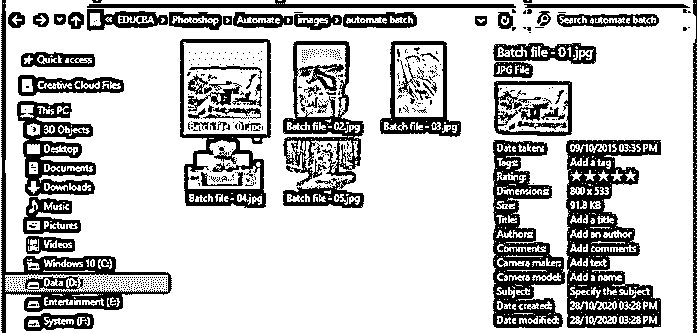 « EDUCBA > Photoshop > Automate > images > automate batch
Search automate batch
Quick access
Creative Cloud Files
This PC
3D Objects
Desktop
Documents
Downloads
Music
Pictures
Videos
Windows 10 (C:)
Data (D:)
Entertainment (E:)
System (F:)
Batch file - 01.jpg
Batch file - 02.jpg
Batch file - 03.jpg
Batch file - 04.jpg
Batch file - 05.jpg
Batch file - 01.jpg
JPG File
Date taken: 09/10/2015 03:35 PM
Tags: Add a tag
Rating: ★★★★★
Dimensions: 800 x 533
Size: 91.8 KB
Title: Add a title
Authors: Add an author
Comments: Add comments
Camera maker: Add text
Camera model: Add a name
Subject: Specify the subject
Date created: 28/10/2020 03:28 PM
Date modified: 28/10/2020 03:28 PM